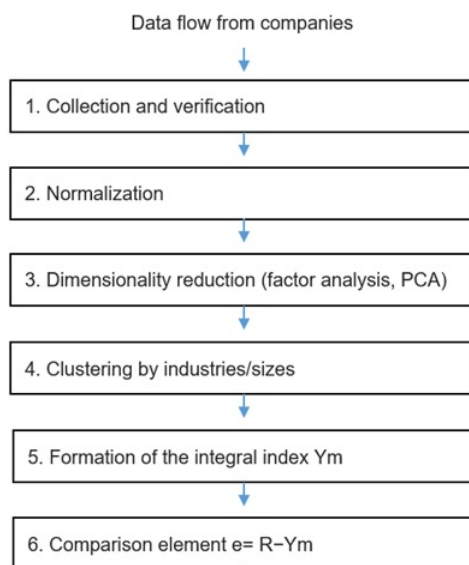 Data flow from companies
1. Collection and verification
2. Normalization
3. Dimensionality reduction (factor analysis, PCA)
4. Clustering by industries/sizes
5. Formation of the integral index Ym
6. Comparison element e= R−Ym